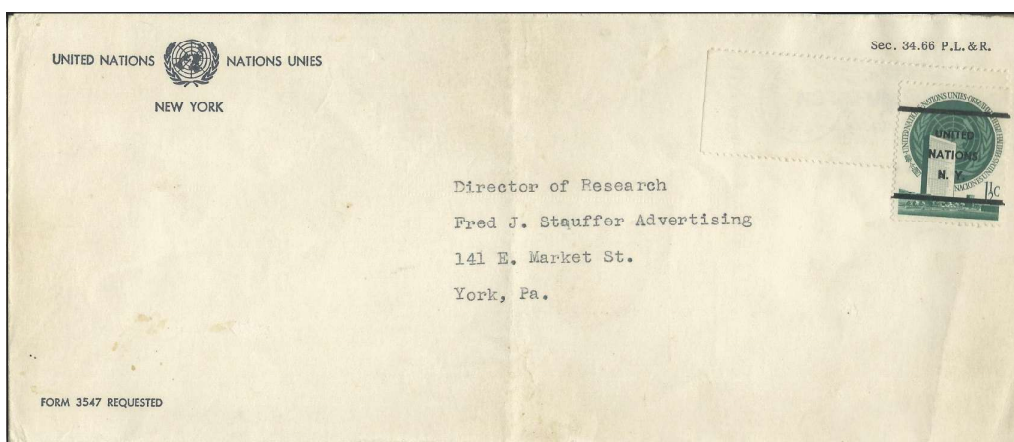 UNITED NATIONS NATIONS UNIES
NEW YORK
Sec. 34.66 P.L.&R.
UNITED
NATIONS
N. Y.
1½c
Director of Research
Fred J. Stauffer Advertising
141 E. Market St.
York, Pa.
FORM 3547 REQUESTED